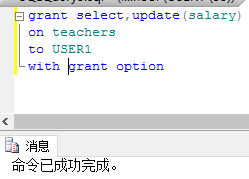 grant select,update(salary)
on teachers
to USER1
with grant option
消息
命令已成功完成。